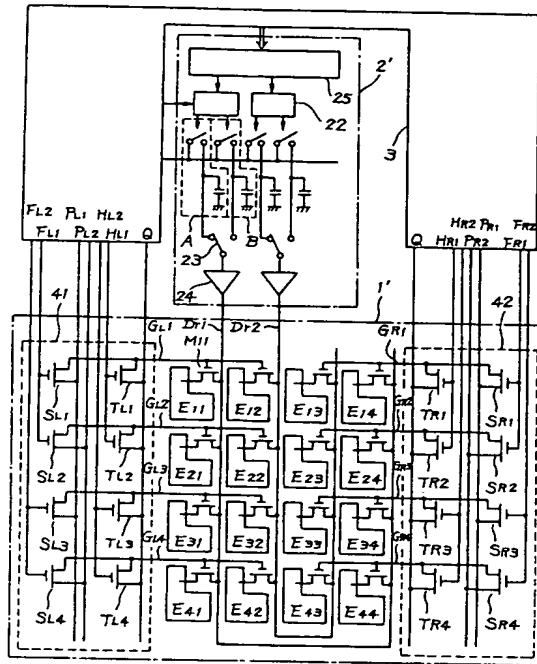 2'
25
22
3
FL2
FL1
PL1
PL2
HL2
HL1
Q
A
B
23
24
Q
HR2
HR1
PR1
PR2
FR2
FR1
41
1'
42
GL1
Dr1
M11
Dr2
GR1
SL1
TL1
E11
E12
E13
E14
TR1
SR1
GL2
GR2
SL2
TL2
E21
E22
E23
E24
TR2
SR2
GL3
GR3
SL3
TL3
E31
E32
E33
E34
TR3
SR3
GL4
GR4
SL4
TL4
E41
E42
E43
E44
TR4
SR4